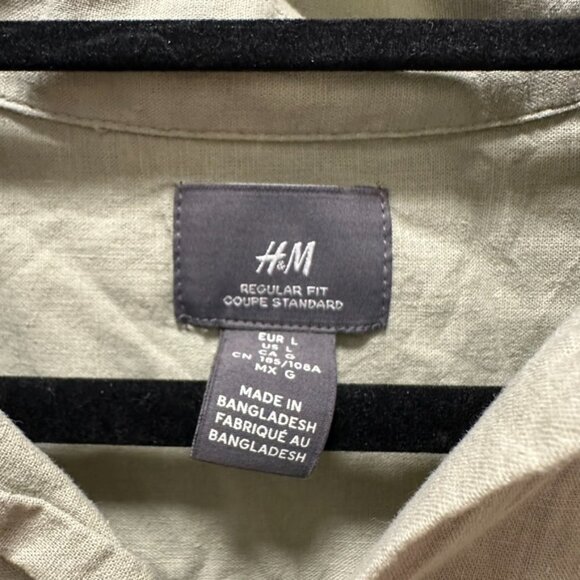 H&M
REGULAR FIT
COUPE STANDARD
EUR L
US L
CA G
CN 185/108A
MX G
MADE IN
BANGLADESH
FABRIQUÉ AU
BANGLADESH